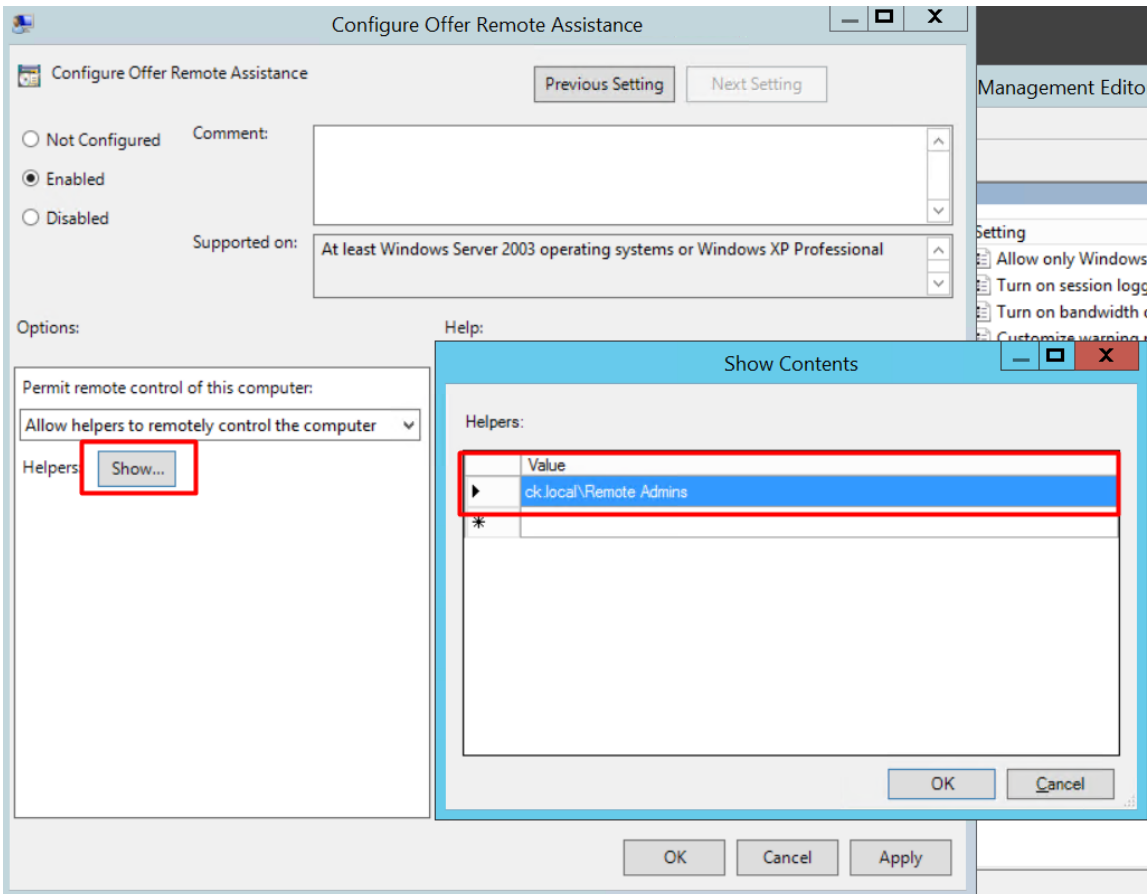 Configure Offer Remote Assistance
X
Configure Offer Remote Assistance
Previous Setting
Next Setting
Management Edito
Not Configured
Comment:
Enabled
Disabled
Supported on:
At least Windows Server 2003 operating systems or Windows XP Professional
Setting
Allow only Windows
Turn on session logg
Turn on bandwidth
Customize warning
Options:
Help:
Show Contents
X
Permit remote control of this computer:
Allow helpers to remotely control the computer
Helpers
Show...
Helpers:
Value
ck.local\Remote Admins
OK
Cancel
OK
Cancel
Apply